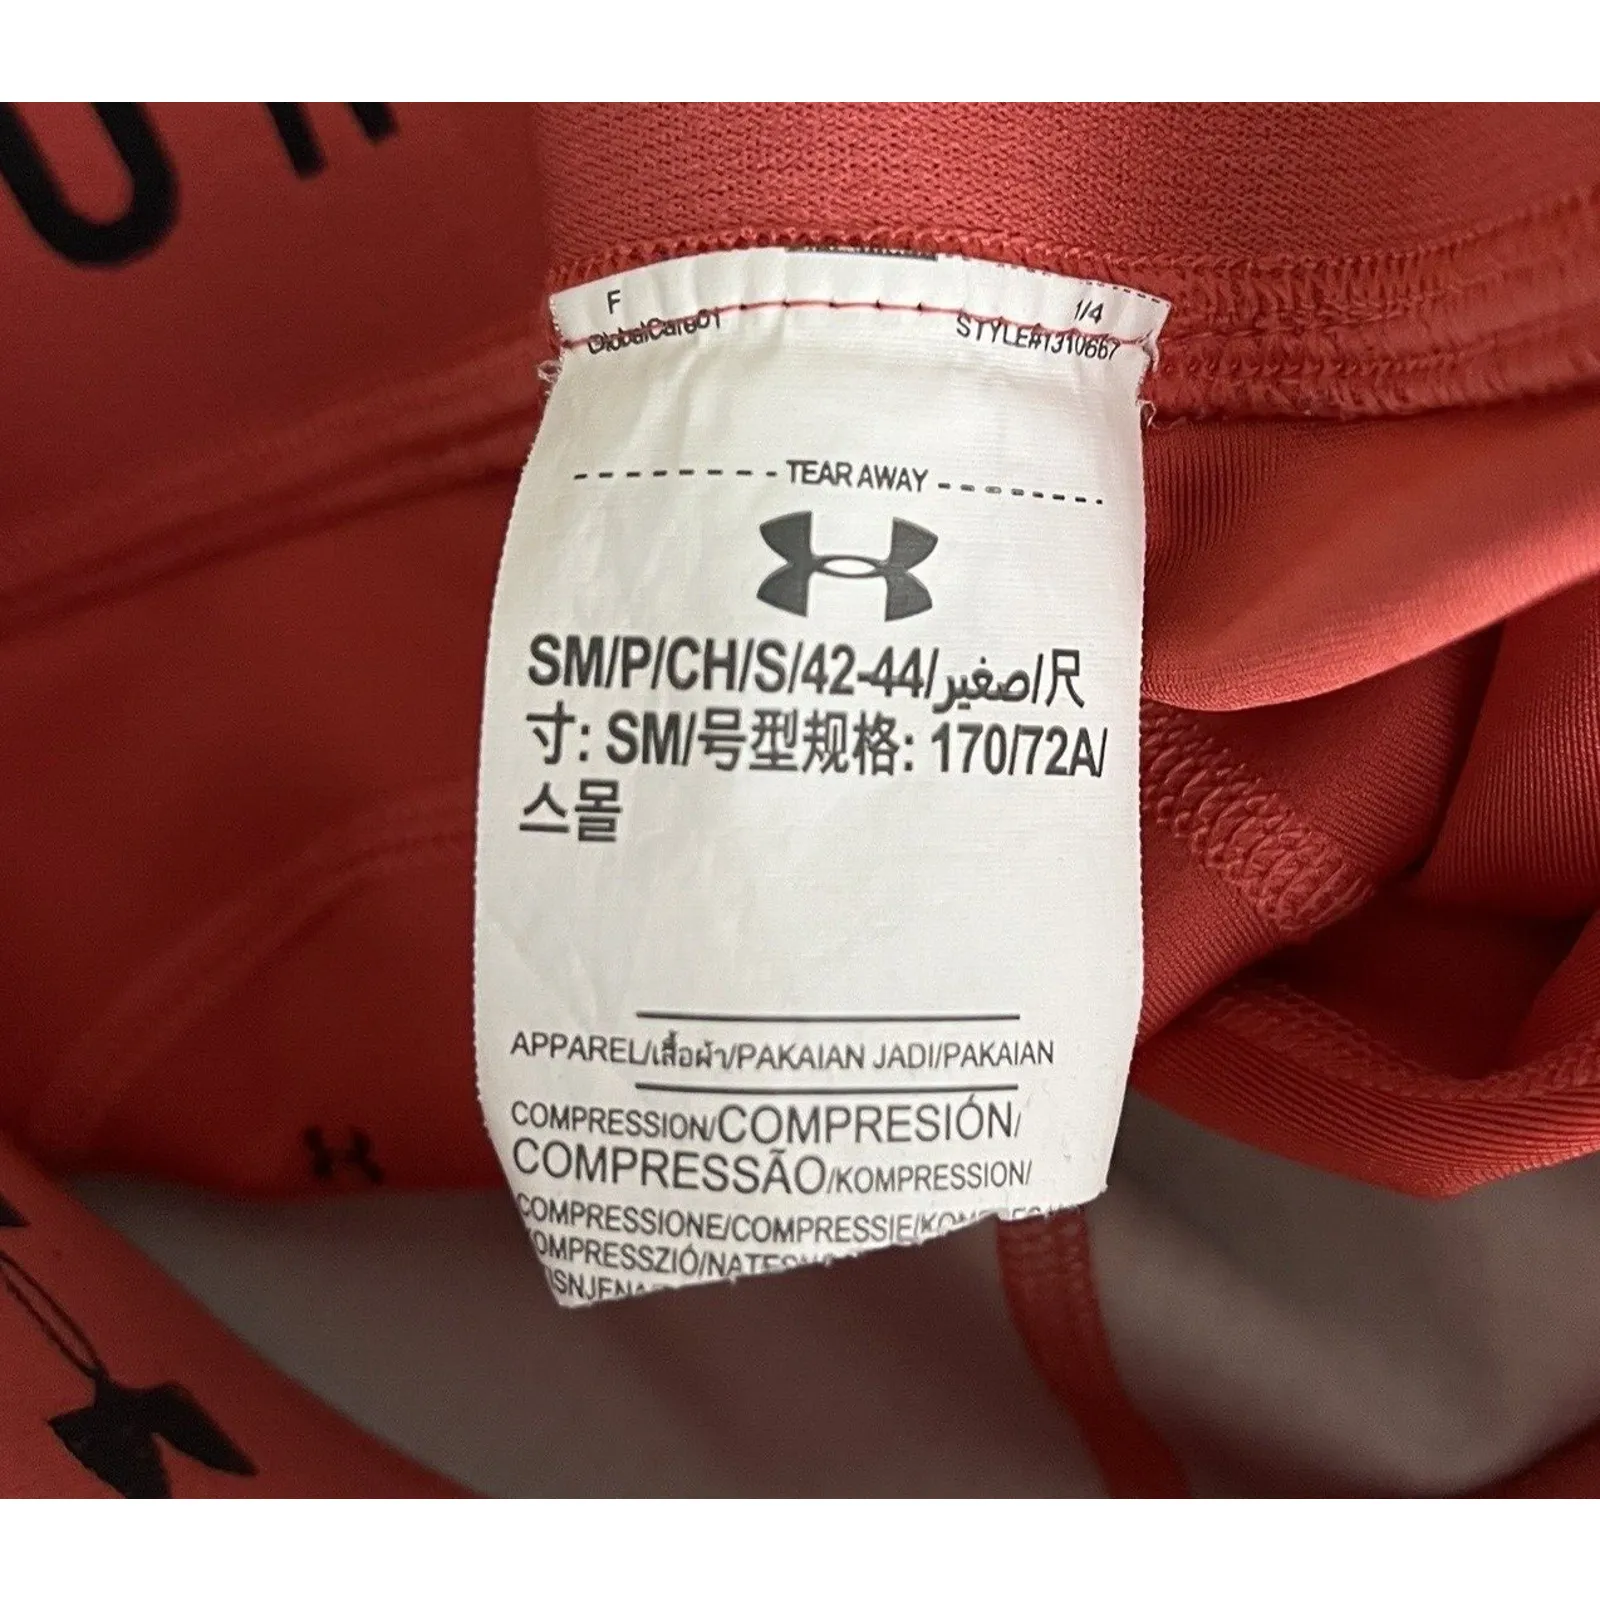 F 1/4
GlobalCare01 STYLE#1310667
TEAR AWAY
SM/P/CH/S/42-44/صغير/尺
寸: SM/号型规格: 170/72A/
스몰
APPAREL/เสื้อผ้า/PAKAIAN JADI/PAKAIAN
COMPRESSION/COMPRESIÓN/
COMPRESSÃO/KOMPRESSION/
COMPRESSIONE/COMPRESSIE/